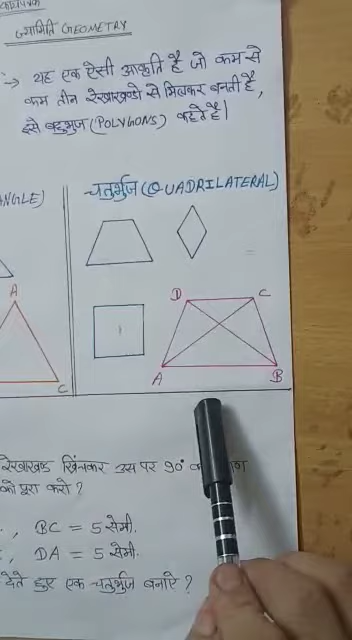 ज्यामिति GEOMETRY
:→ यह एक ऐसी आकृति है जो कम से
कम तीन रेखाखण्डो से मिलकर बनती है,
इसे बहुभुज (POLYGONS) कहते है।
ANGLE)
चतुर्भुज (QUADRILATERAL)
D C
A
A B
C
रेखाखण्ड खिंचकर उस पर 90°
को पूरा करो?
, BC = 5 सेमी.
, DA = 5 सेमी.
देते हुए एक चतुर्भुज बनाऐ?